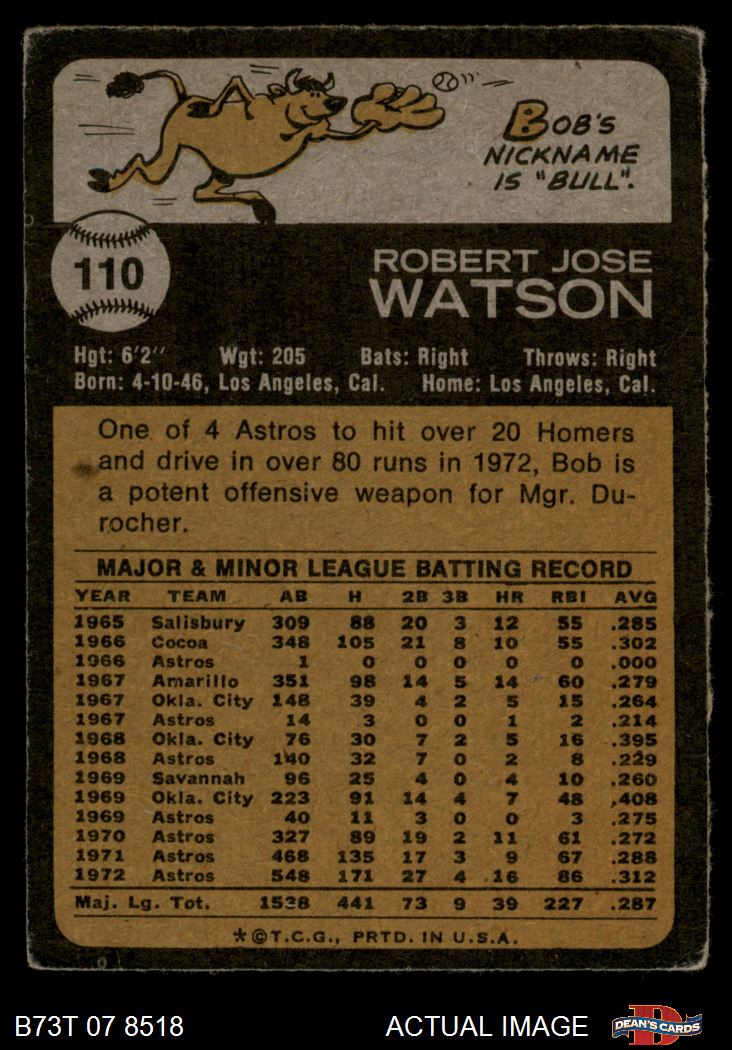 BOB'S
NICKNAME
IS "BULL".
110
ROBERT JOSE
WATSON
Hgt: 6'2" Wgt: 205 Bats: Right Throws: Right
Born: 4-10-46, Los Angeles, Cal. Home: Los Angeles, Cal.
One of 4 Astros to hit over 20 Homers
and drive in over 80 runs in 1972, Bob is
a potent offensive weapon for Mgr. Du-
rocher.
MAJOR & MINOR LEAGUE BATTING RECORD
YEAR TEAM AB H 2B 3B HR RBI AVG
1965 Salisbury 309 88 20 3 12 55 .285
1966 Cocoa 348 105 21 8 10 55 .302
1966 Astros 1 0 0 0 0 0 .000
1967 Amarillo 351 98 14 5 14 60 .279
1967 Okla. City 148 39 4 2 5 15 .264
1967 Astros 14 3 0 0 1 2 .214
1968 Okla. City 76 30 7 2 5 16 .395
1968 Astros 140 32 7 0 2 8 .229
1969 Savannah 96 25 4 0 4 10 .260
1969 Okla. City 223 91 14 4 7 48 .408
1969 Astros 40 11 3 0 0 3 .275
1970 Astros 327 89 19 2 11 61 .272
1971 Astros 468 135 17 3 9 67 .288
1972 Astros 548 171 27 4 16 86 .312
Maj. Lg. Tot. 1538 441 73 9 39 227 .287
*©T.C.G., PRTD. IN U.S.A.
B73T 07 8518 ACTUAL IMAGE
D
DEAN'S CARDS